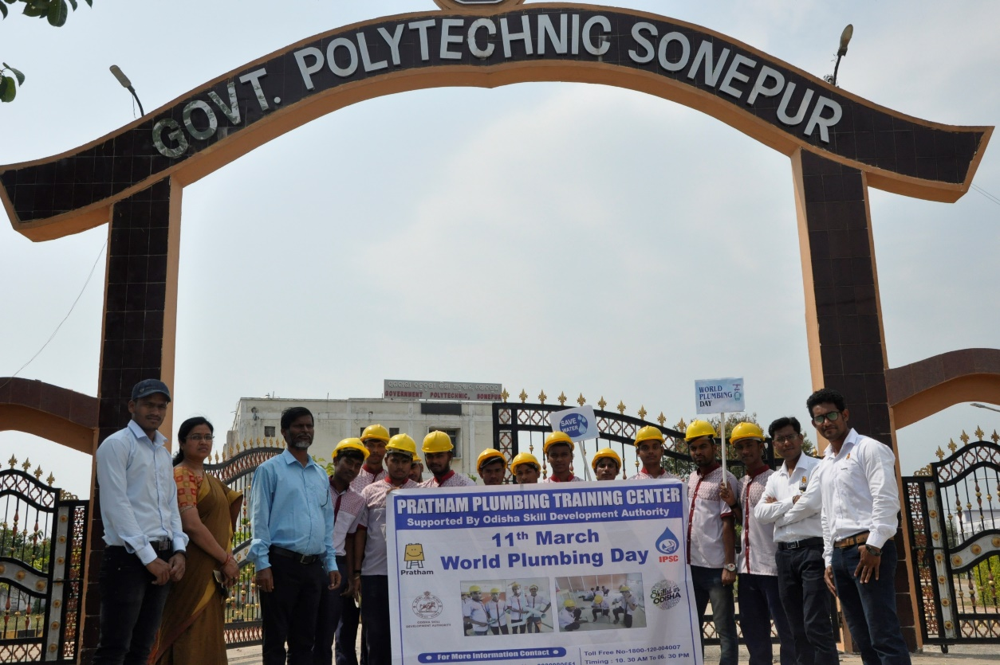 GOVT. POLYTECHNIC SONEPUR
GOVERNMENT POLYTECHNIC, SONEPUR
WORLD
PLUMBING
DAY
SAVE
WATER
PRATHAM PLUMBING TRAINING CENTER
Supported By Odisha Skill Development Authority
11th March
World Plumbing Day
Pratham
IPSC
ODISHA SKILL
DEVELOPMENT AUTHORITY
Skilled in
ODISHA
For More Information Contact
Toll Free No-1800-120-004007
Timing : 10. 30 AM To 06. 30 PM